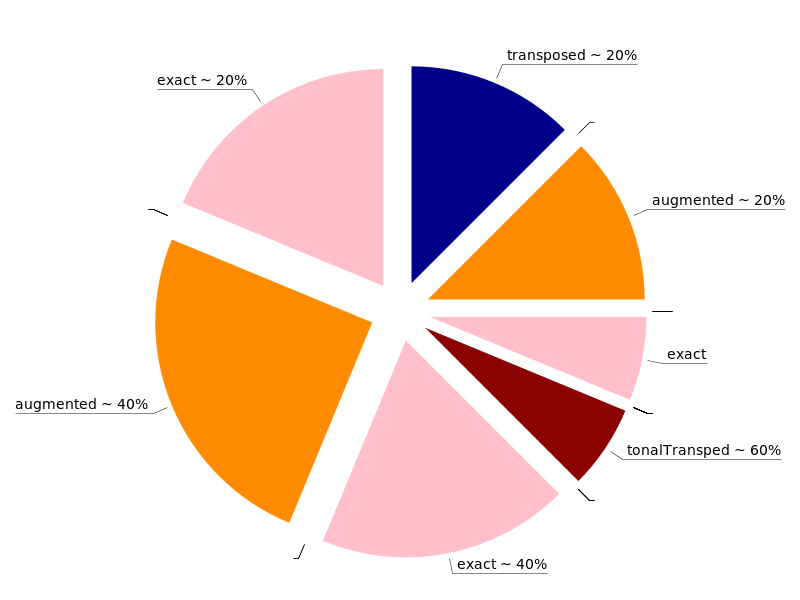 transposed ~ 20%
exact ~ 20%
augmented ~ 20%
exact
augmented ~ 40%
tonalTransped ~ 60%
exact ~ 40%